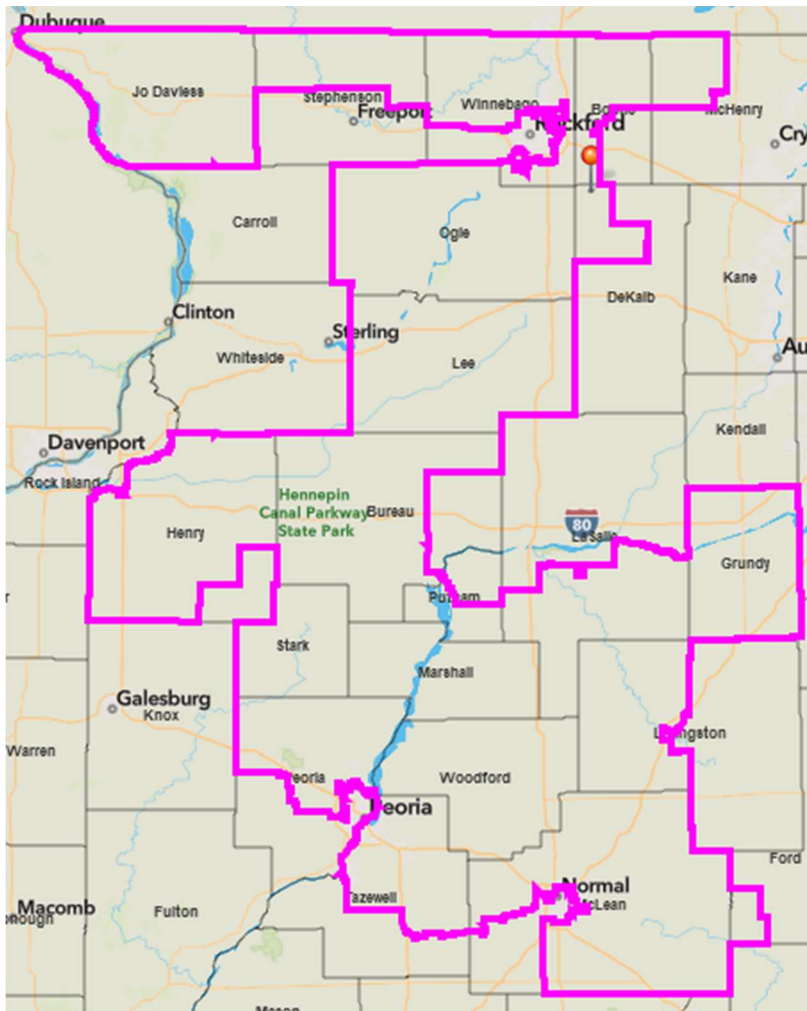 Dubuque
Jo Daviess
Stephenson
Freeport
Winnebago
Rockford
McHenry
Cry
Carroll
Ogle
Kane
DeKalb
Clinton
Sterling
Whiteside
Lee
Au
Kendall
Davenport
Rock Island
Hennepin
Canal Parkway
State Park
Bureau
Henry
80
LaSalle
Grundy
Putnam
Stark
Marshall
Galesburg
Knox
Warren
Livingston
Peoria
Woodford
Peoria
Ford
Normal
McLean
Tazewell
Macomb
Fulton